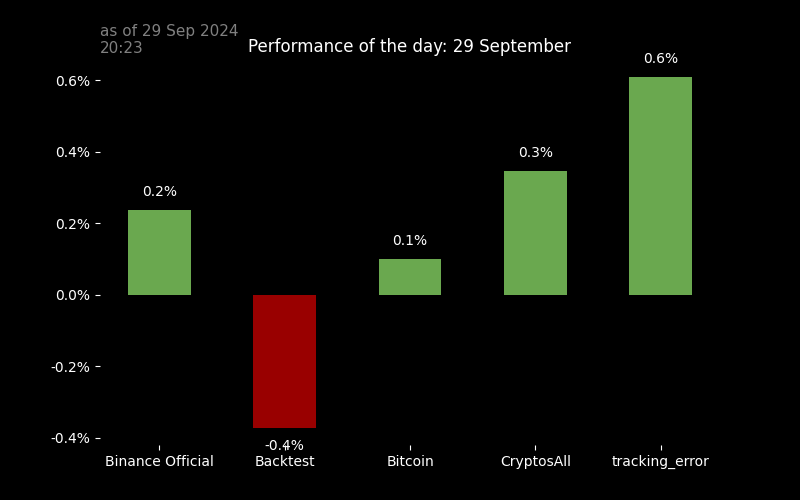 as of 29 Sep 2024
20:23
Performance of the day: 29 September
0.6%
0.6%
0.4%
0.3%
0.2%
0.2%
0.1%
0.0%
-0.2%
-0.4%
-0.4%
Binance Official
Backtest
Bitcoin
CryptosAll
tracking_error